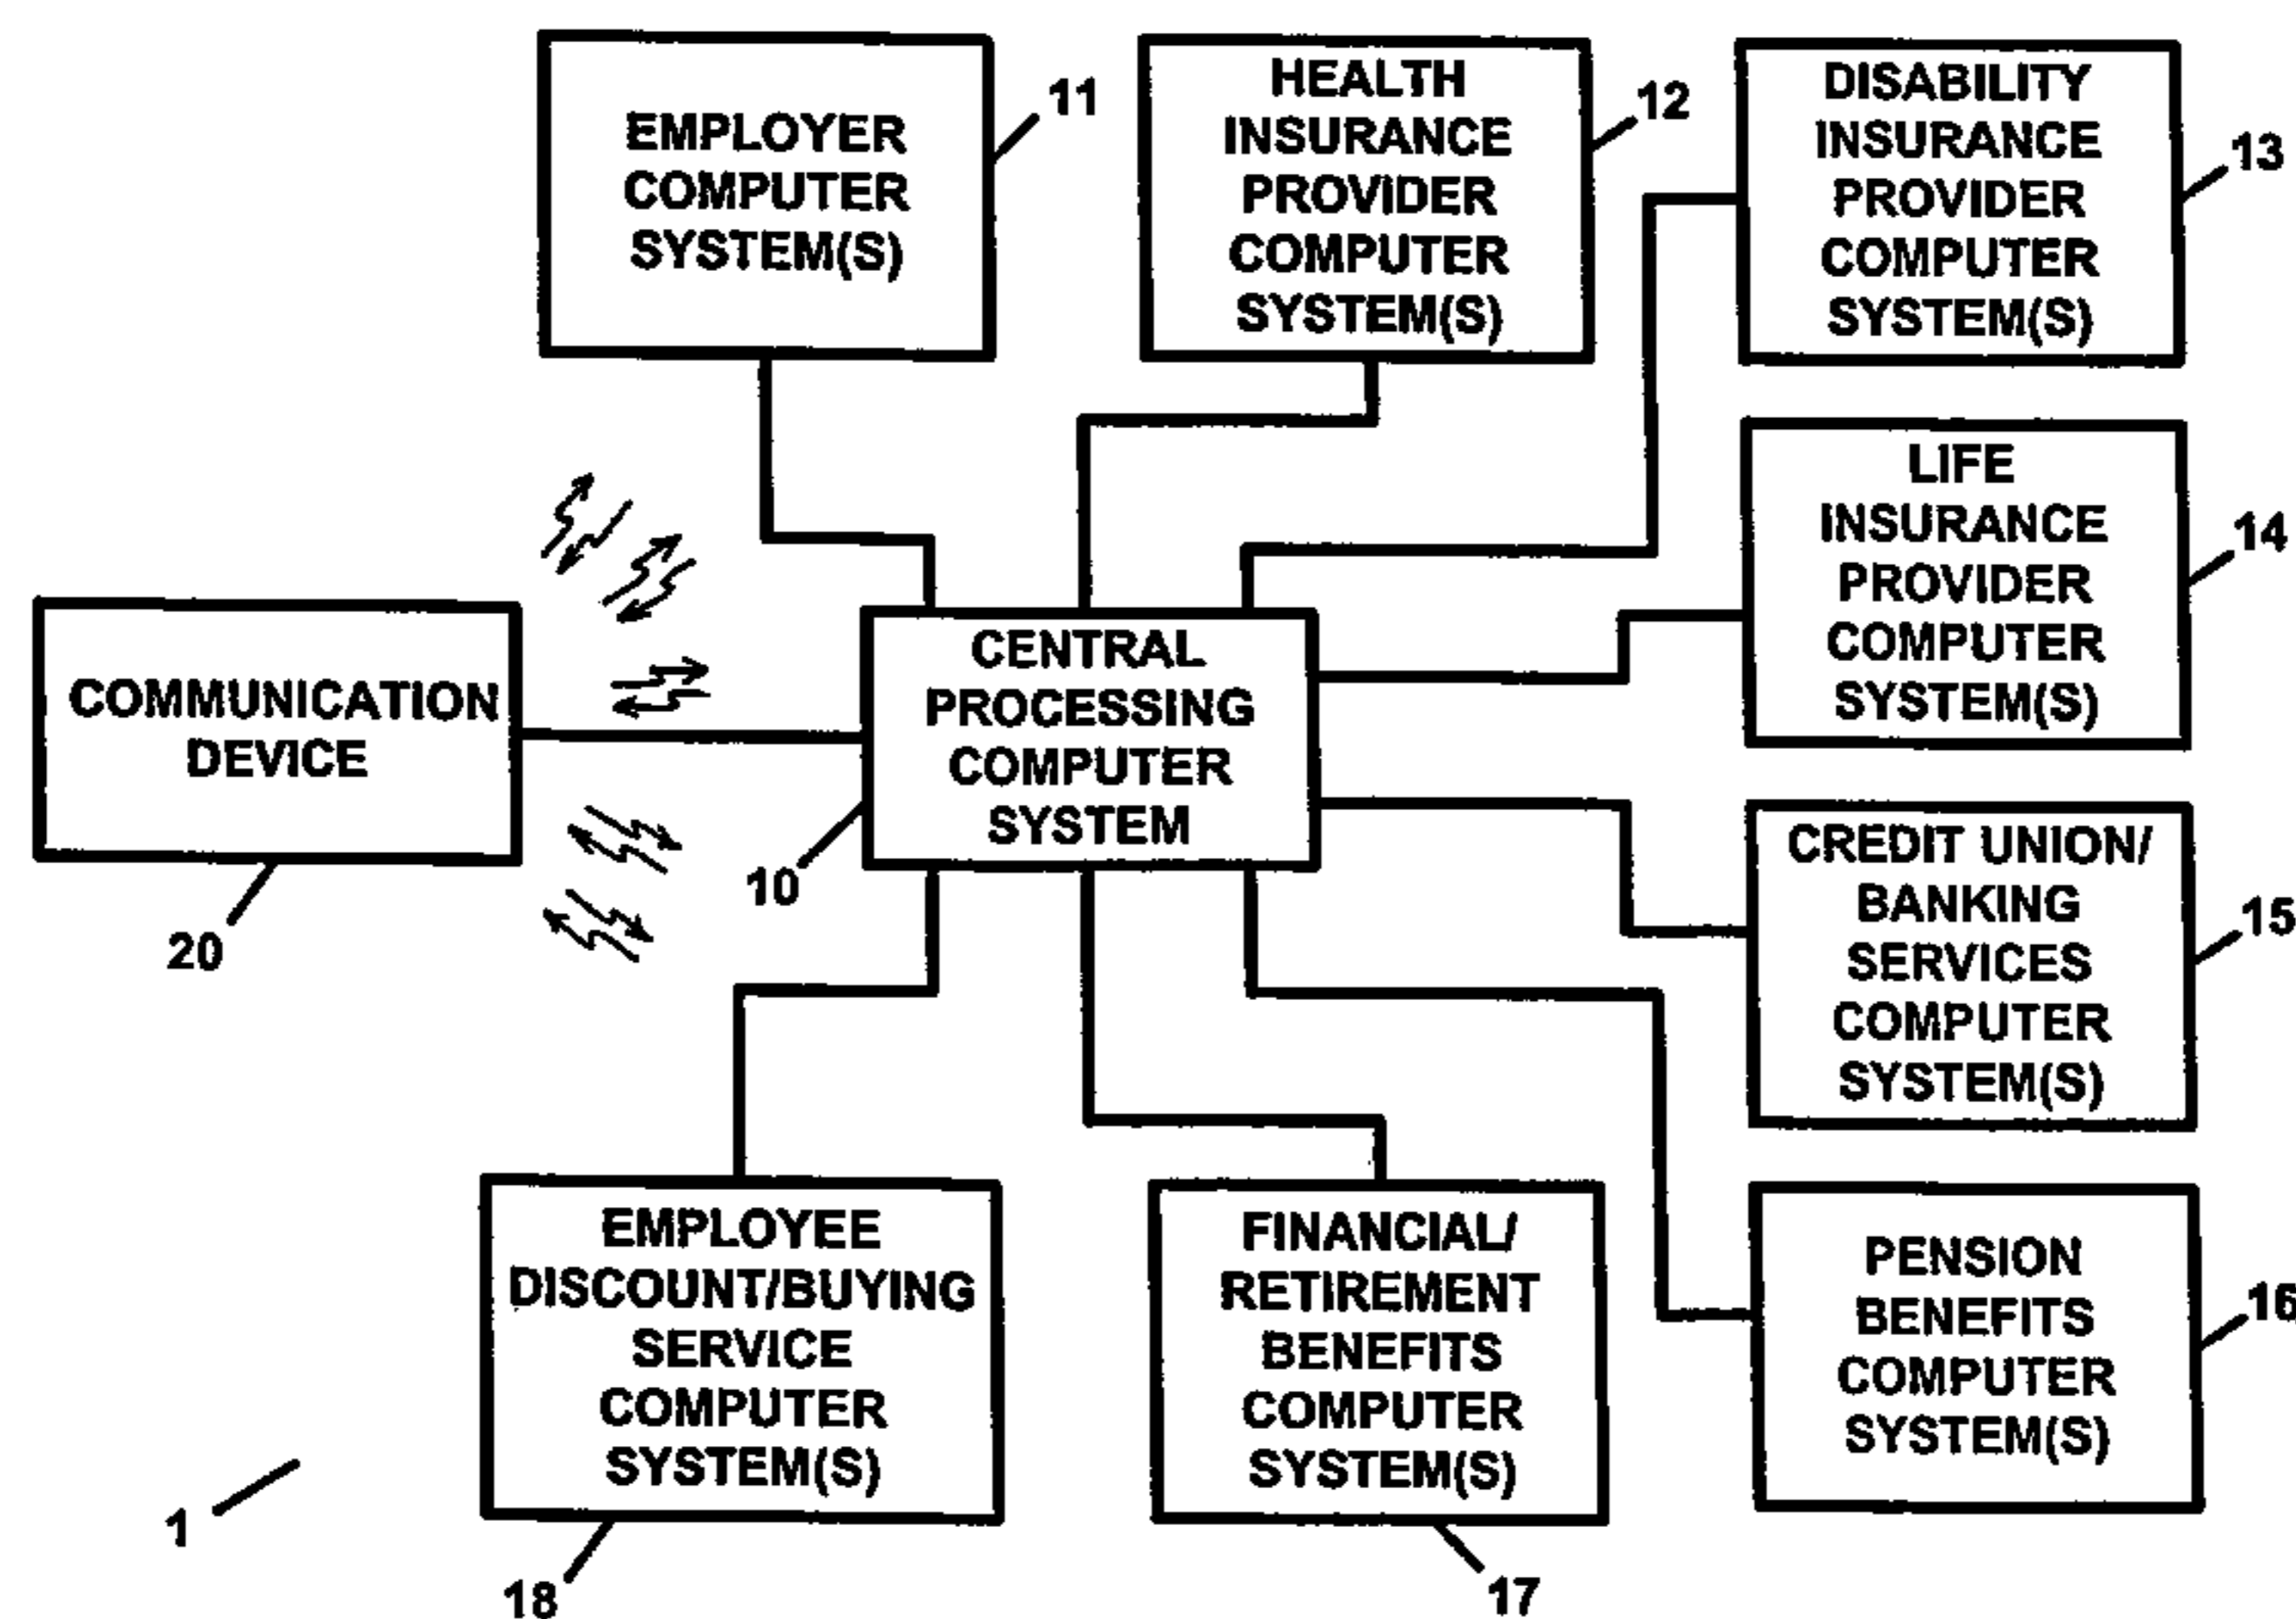 EMPLOYER
COMPUTER
SYSTEM(S)
11
HEALTH
INSURANCE
PROVIDER
COMPUTER
SYSTEM(S)
12
DISABILITY
INSURANCE
PROVIDER
COMPUTER
SYSTEM(S)
13
LIFE
INSURANCE
PROVIDER
COMPUTER
SYSTEM(S)
14
COMMUNICATION
DEVICE
20
CENTRAL
PROCESSING
COMPUTER
SYSTEM
10
CREDIT UNION/
BANKING
SERVICES
COMPUTER
SYSTEM(S)
15
EMPLOYEE
DISCOUNT/BUYING
SERVICE
COMPUTER
SYSTEM(S)
18
FINANCIAL/
RETIREMENT
BENEFITS
COMPUTER
SYSTEM(S)
17
PENSION
BENEFITS
COMPUTER
SYSTEM(S)
16
1